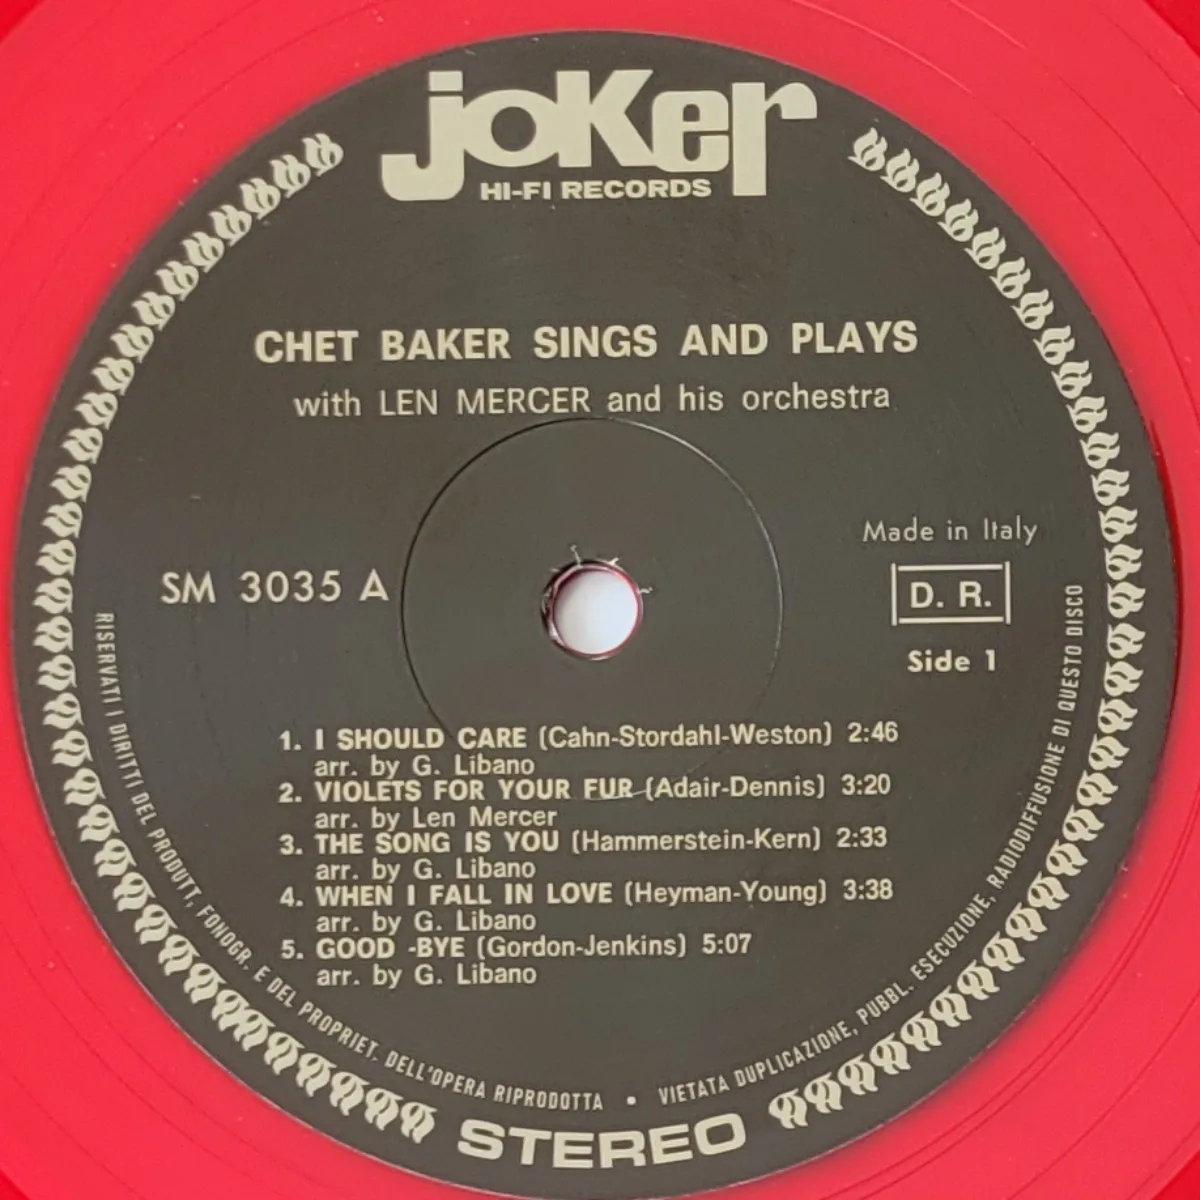 joKer
HI-FI RECORDS
CHET BAKER SINGS AND PLAYS
with LEN MERCER and his orchestra
Made in Italy
SM 3035 A
D. R.
Side 1
1. I SHOULD CARE (Cahn-Stordahl-Weston) 2:46
arr. by G. Libano
2. VIOLETS FOR YOUR FUR (Adair-Dennis) 3:20
arr. by Len Mercer
3. THE SONG IS YOU (Hammerstein-Kern) 2:33
arr. by G. Libano
4. WHEN I FALL IN LOVE (Heyman-Young) 3:38
arr. by G. Libano
5. GOOD -BYE (Gordon-Jenkins) 5:07
arr. by G. Libano
RISERVATI I DIRITTI DEL PRODUTT. FONOGR. E DEL PROPRIET. DELL'OPERA RIPRODOTTA • VIETATA DUPLICAZIONE, PUBBL. ESECUZIONE, RADIODIFFUSIONE DI QUESTO DISCO
STEREO